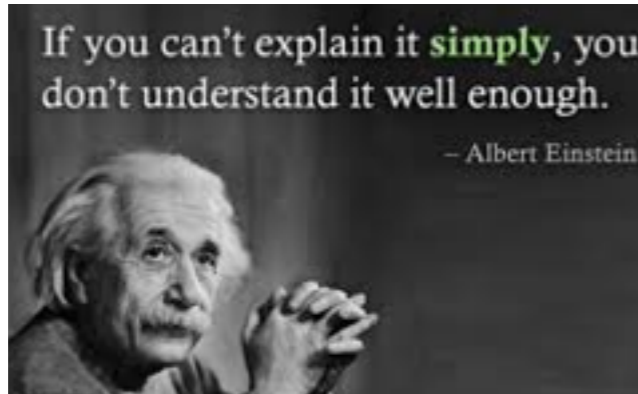 If you can't explain it simply, you
don't understand it well enough.
– Albert Einstein